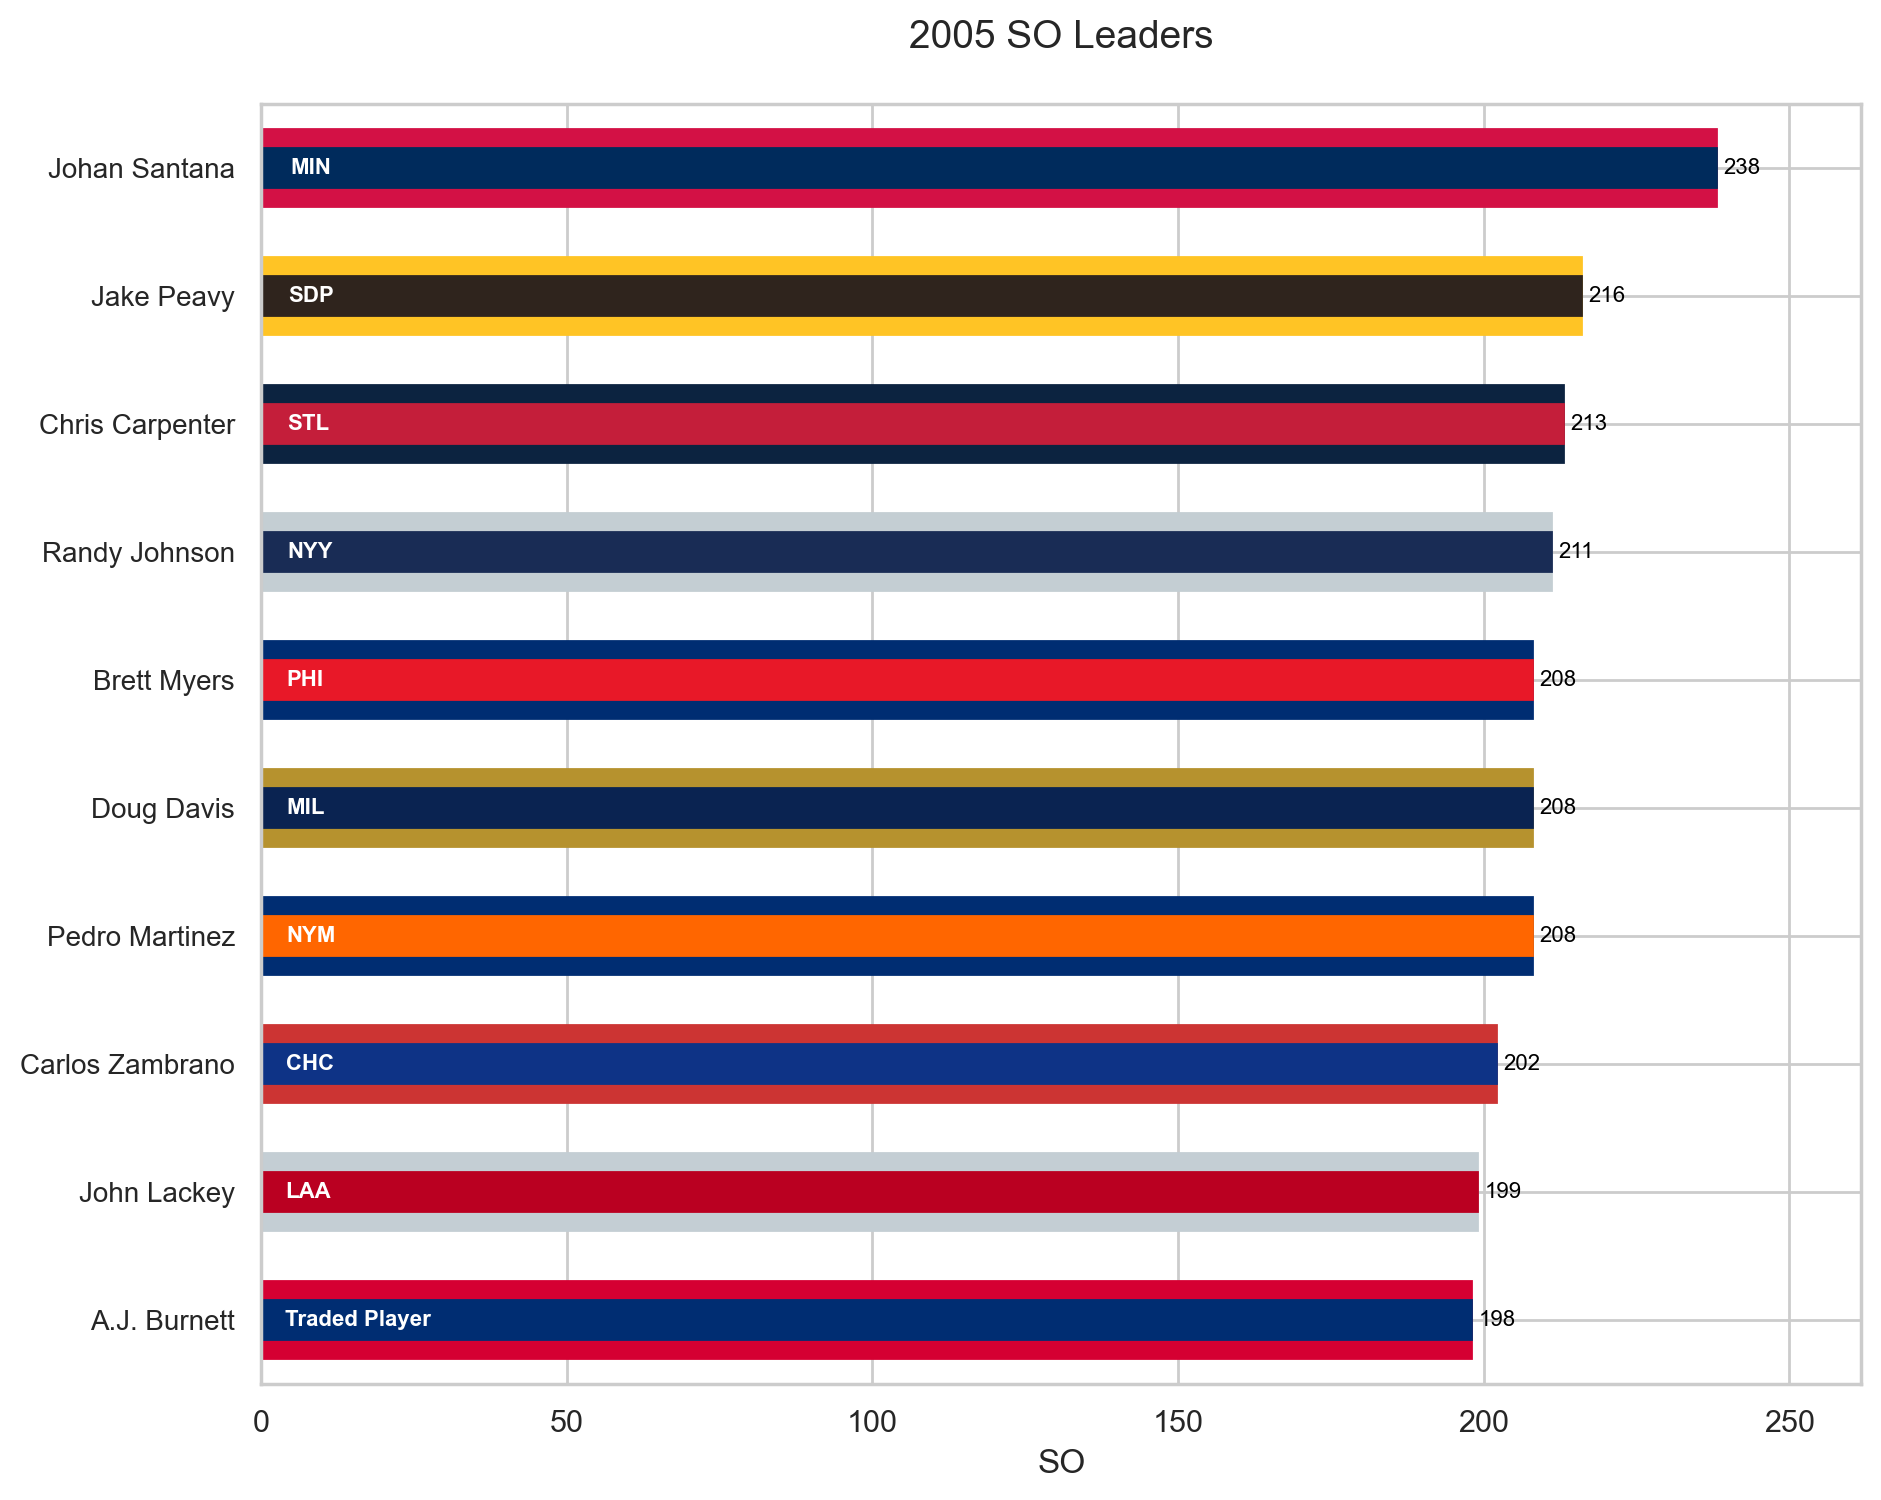 2005 SO Leaders
Johan Santana MIN 238
Jake Peavy SDP 216
Chris Carpenter STL 213
Randy Johnson NYY 211
Brett Myers PHI 208
Doug Davis MIL 208
Pedro Martinez NYM 208
Carlos Zambrano CHC 202
John Lackey LAA 199
A.J. Burnett Traded Player 198
0 50 100 150 200 250
SO